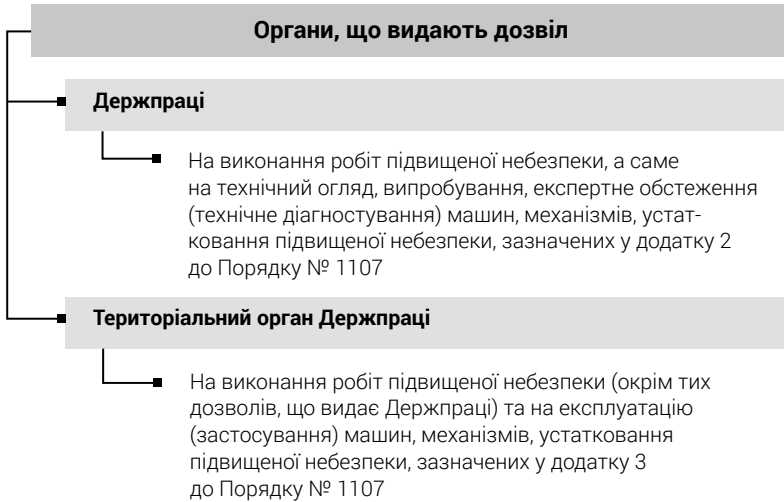 Органи, що видають дозвіл
Держпраці
На виконання робіт підвищеної небезпеки, а саме
на технічний огляд, випробування, експертне обстеження
(технічне діагностування) машин, механізмів, устат-
ковання підвищеної небезпеки, зазначених у додатку 2
до Порядку № 1107
Територіальний орган Держпраці
На виконання робіт підвищеної небезпеки (окрім тих
дозволів, що видає Держпраці) та на експлуатацію
(застосування) машин, механізмів, устатковання
підвищеної небезпеки, зазначених у додатку 3
до Порядку № 1107